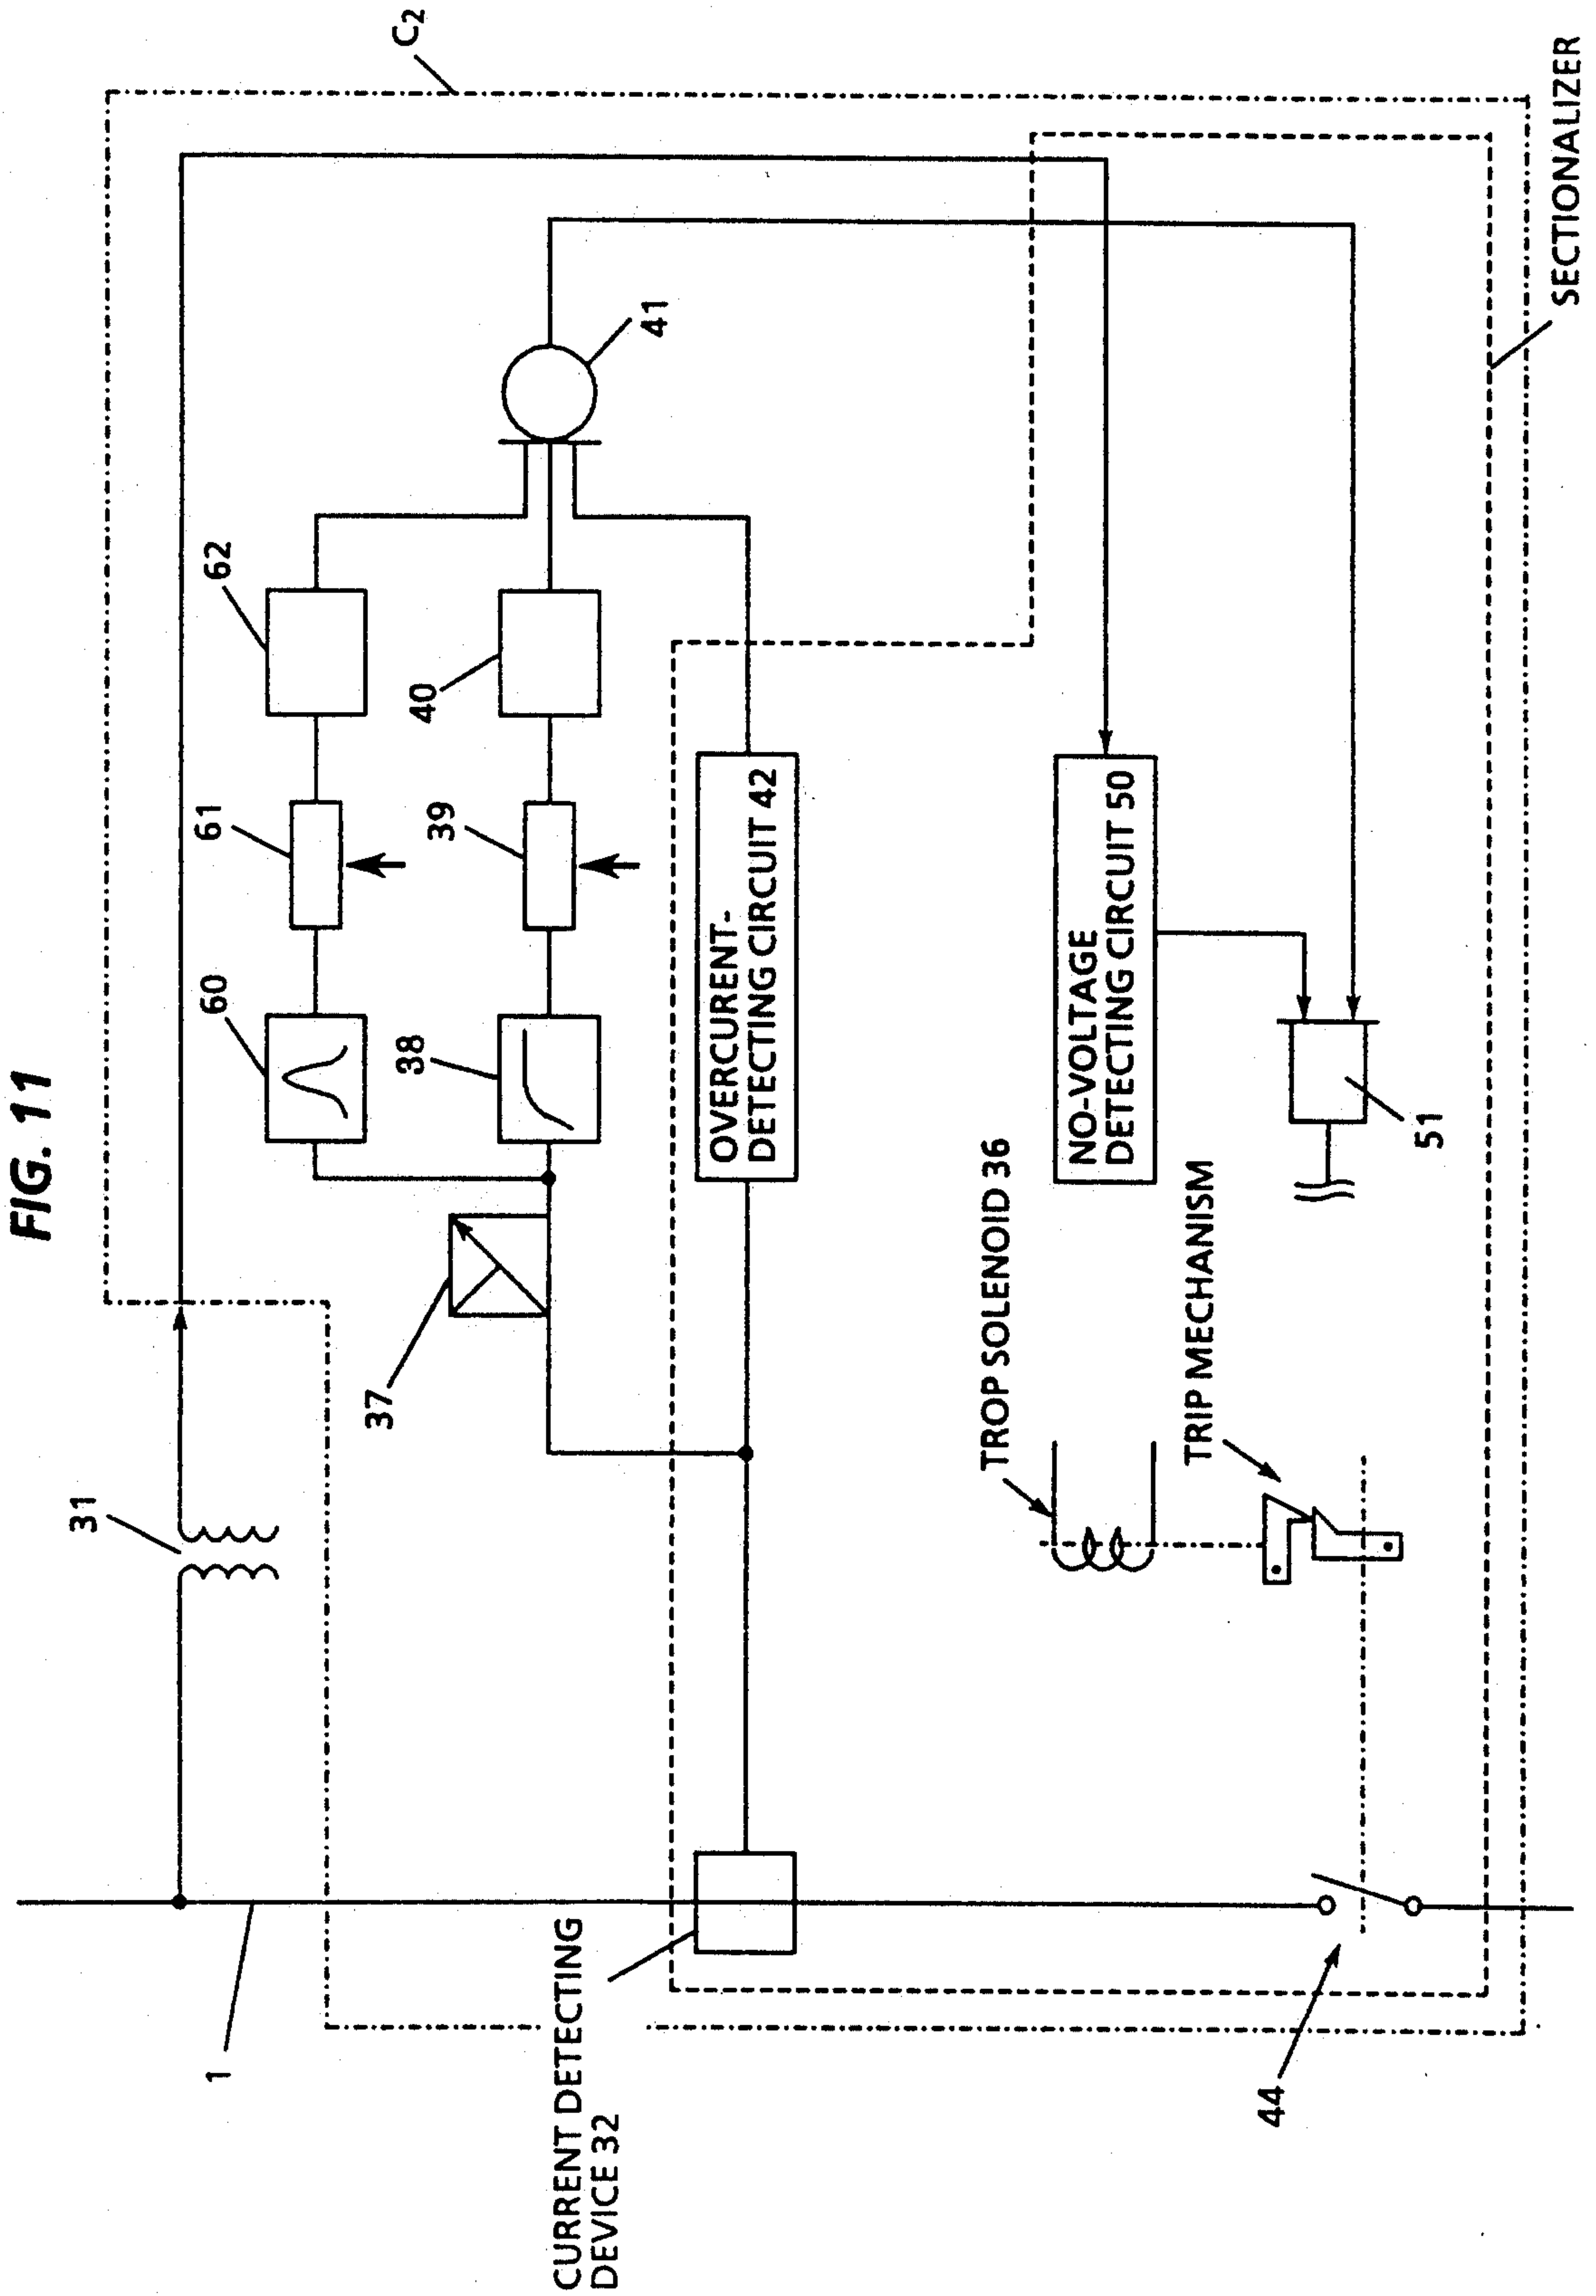 FIG. 11
C2
31
60
61
62
37
38
39
40
41
1
CURRENT DETECTING
DEVICE 32
OVERCURENT-
DETECTING CIRCUIT 42
TROP SOLENOID 36
NO-VOLTAGE
DETECTING CIRCUIT 50
TRIP MECHANISM
44
51
SECTIONALIZER